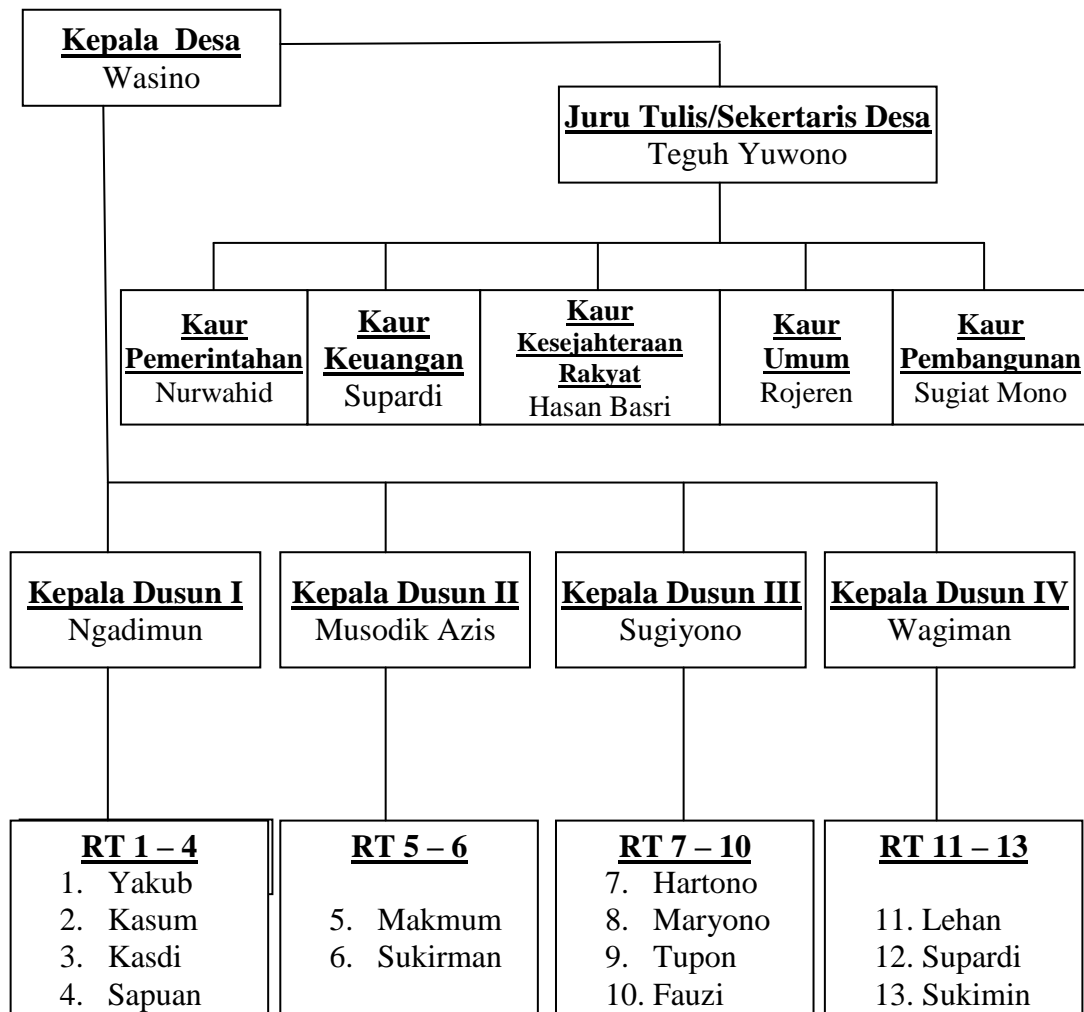 Kepala Desa
Wasino
Juru Tulis/Sekertaris Desa
Teguh Yuwono
Kaur
Pemerintahan
Nurwahid
Kaur
Keuangan
Supardi
Kaur
Kesejahteraan
Rakyat
Hasan Basri
Kaur
Umum
Rojeren
Kaur
Pembangunan
Sugiat Mono
Kepala Dusun I
Ngadimun
Kepala Dusun II
Musodik Azis
Kepala Dusun III
Sugiyono
Kepala Dusun IV
Wagiman
RT 1 – 4
1. Yakub
2. Kasum
3. Kasdi
4. Sapuan
RT 5 – 6
5. Makmum
6. Sukirman
RT 7 – 10
7. Hartono
8. Maryono
9. Tupon
10. Fauzi
RT 11 – 13
11. Lehan
12. Supardi
13. Sukimin